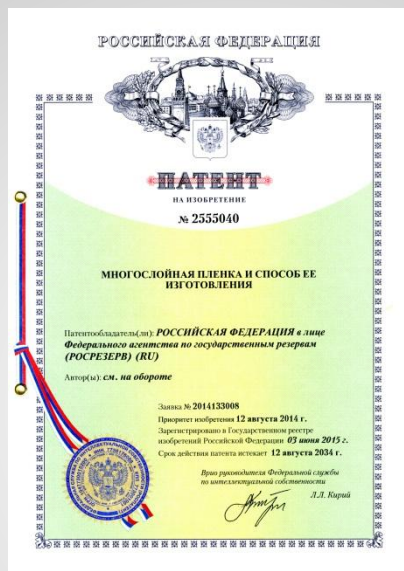 РОССИЙСКАЯ ФЕДЕРАЦИЯ
ПАТЕНТ
НА ИЗОБРЕТЕНИЕ
№ 2555040
МНОГОСЛОЙНАЯ ПЛЕНКА И СПОСОБ ЕЕ
ИЗГОТОВЛЕНИЯ
Патентообладатель(ли): РОССИЙСКАЯ ФЕДЕРАЦИЯ в лице
Федерального агентства по государственным резервам
(РОСРЕЗЕРВ) (RU)
Автор(ы): см. на обороте
Заявка № 2014133008
Приоритет изобретения 12 августа 2014 г.
Зарегистрировано в Государственном реестре
изобретений Российской Федерации 03 июня 2015 г.
Срок действия патента истекает 12 августа 2034 г.
Врио руководителя Федеральной службы
по интеллектуальной собственности
Л.Л. Кирий